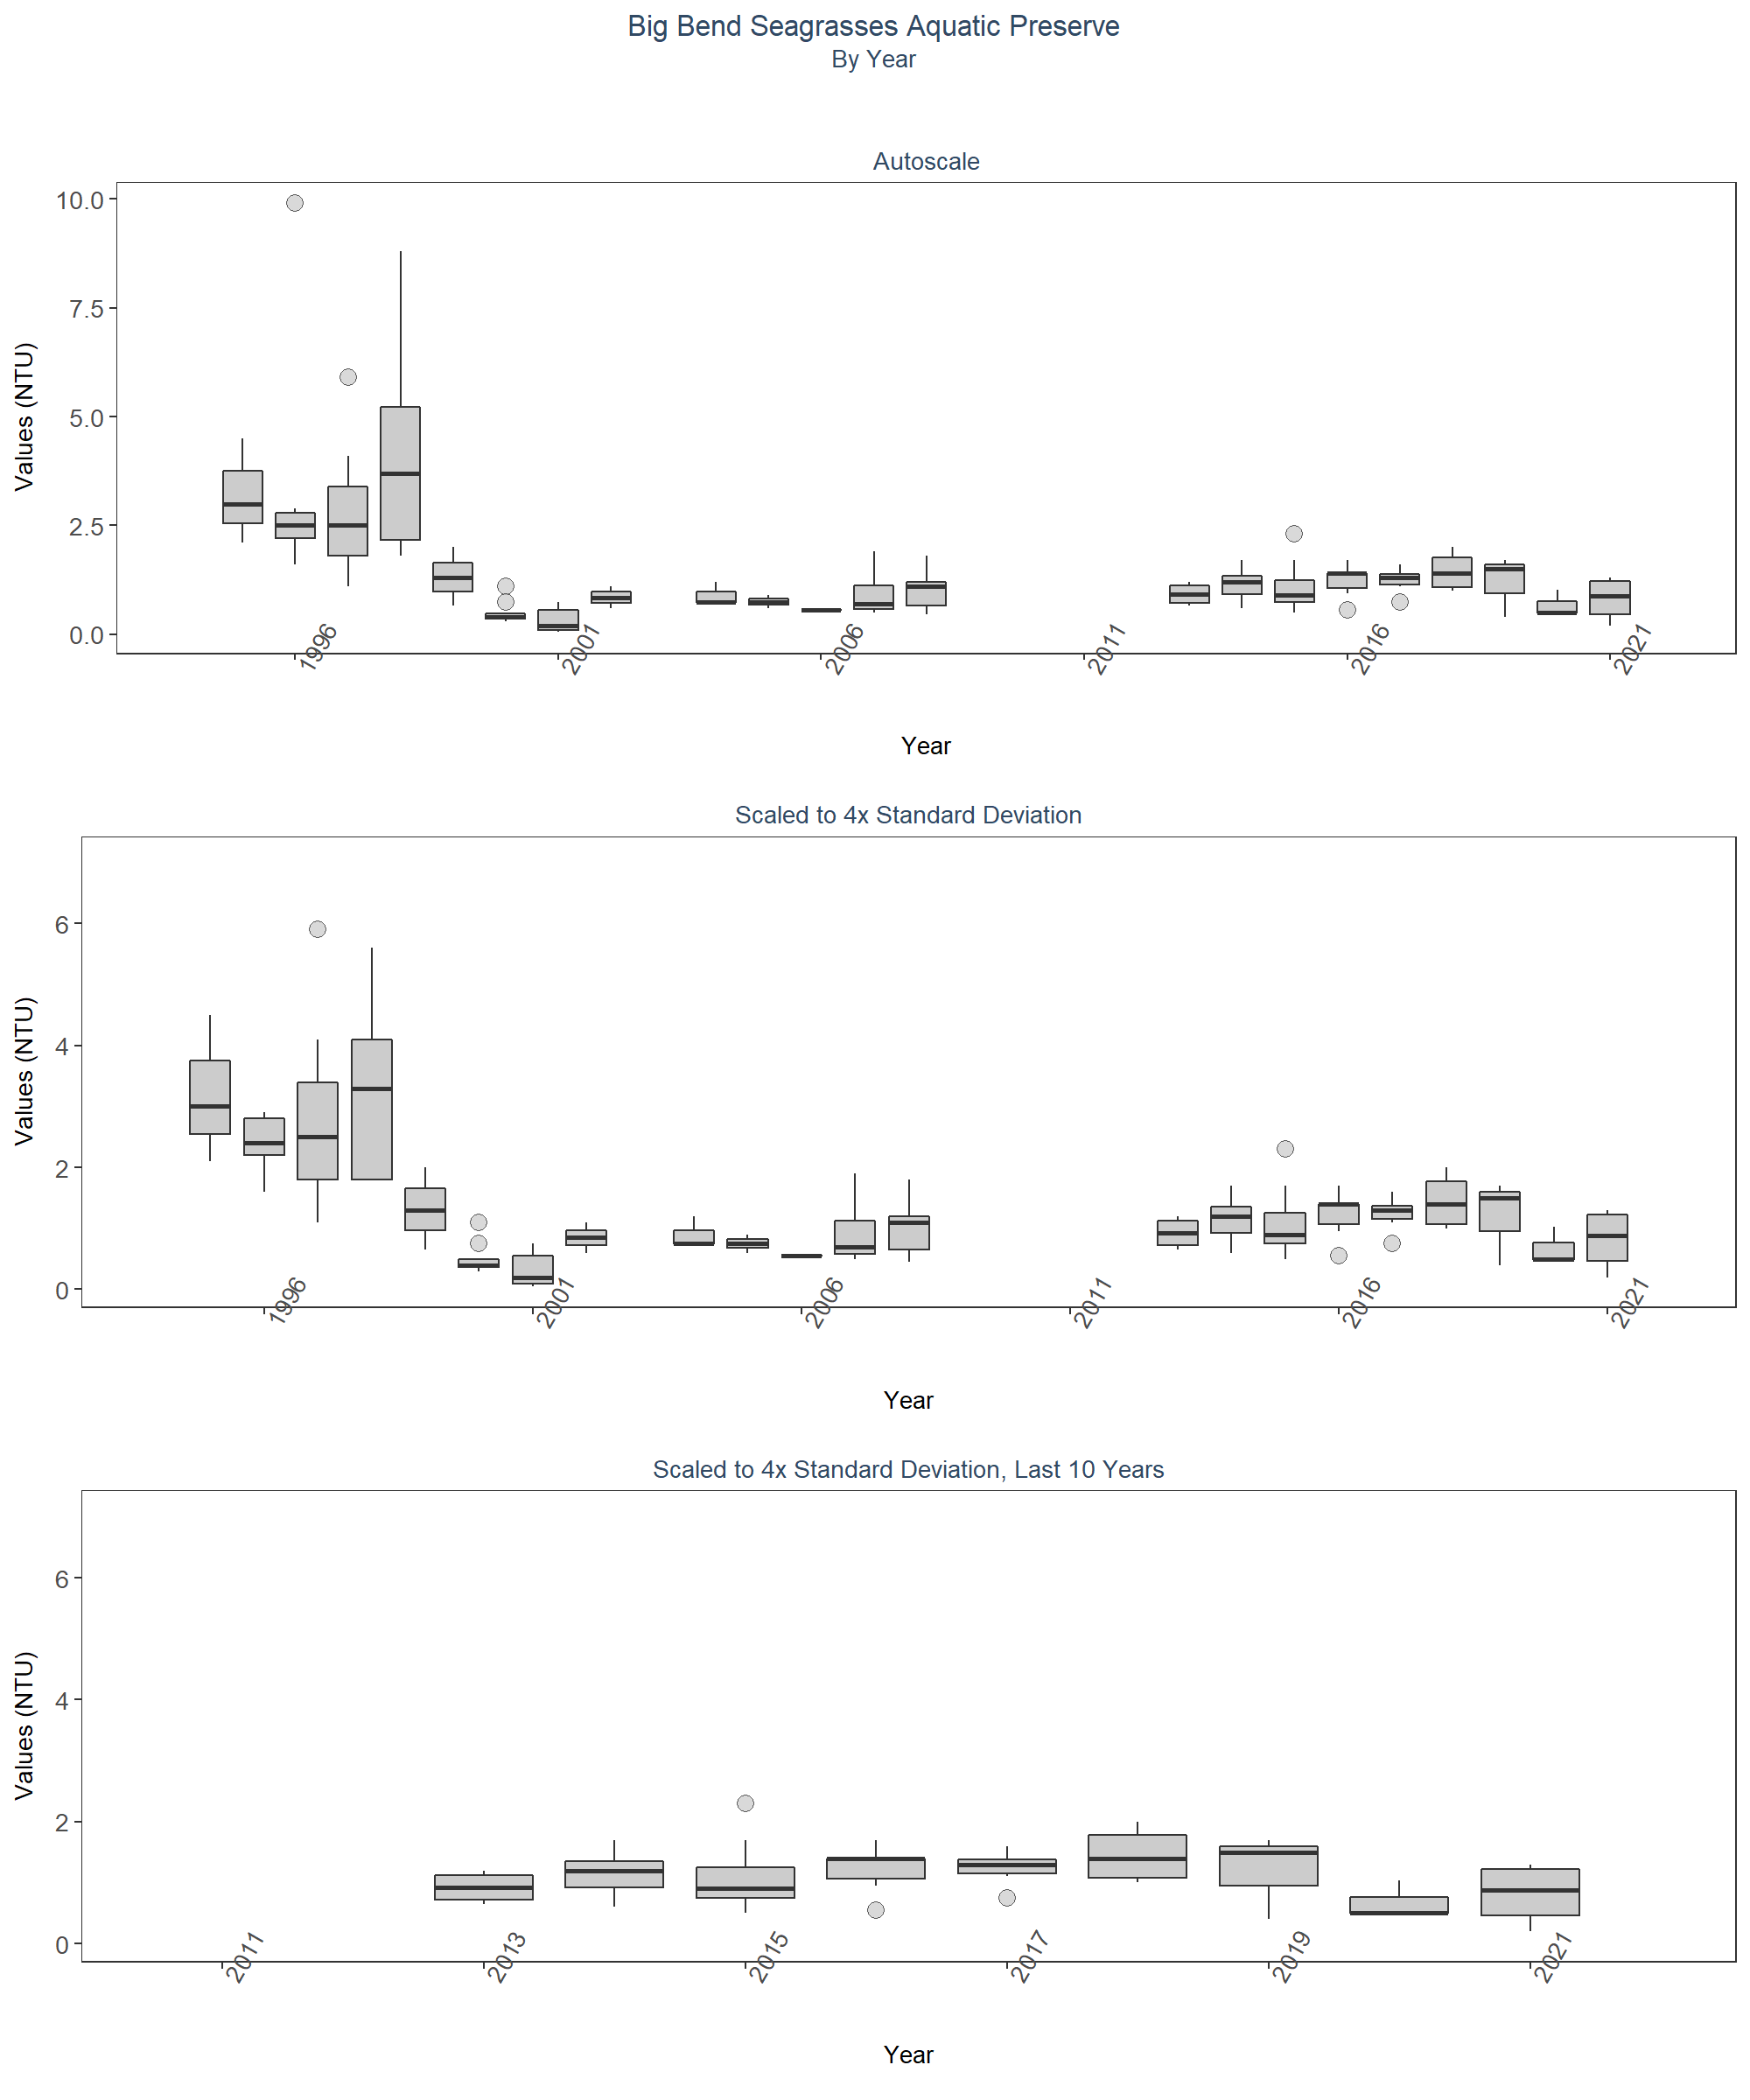 Big Bend Seagrasses Aquatic Preserve
By Year
Autoscale
10.0
7.5
5.0
2.5
0.0
Values (NTU)
1996 2001 2006 2011 2016 2021
Year
Scaled to 4x Standard Deviation
6
4
2
0
Values (NTU)
1996 2001 2006 2011 2016 2021
Year
Scaled to 4x Standard Deviation, Last 10 Years
6
4
2
0
Values (NTU)
2011 2013 2015 2017 2019 2021
Year